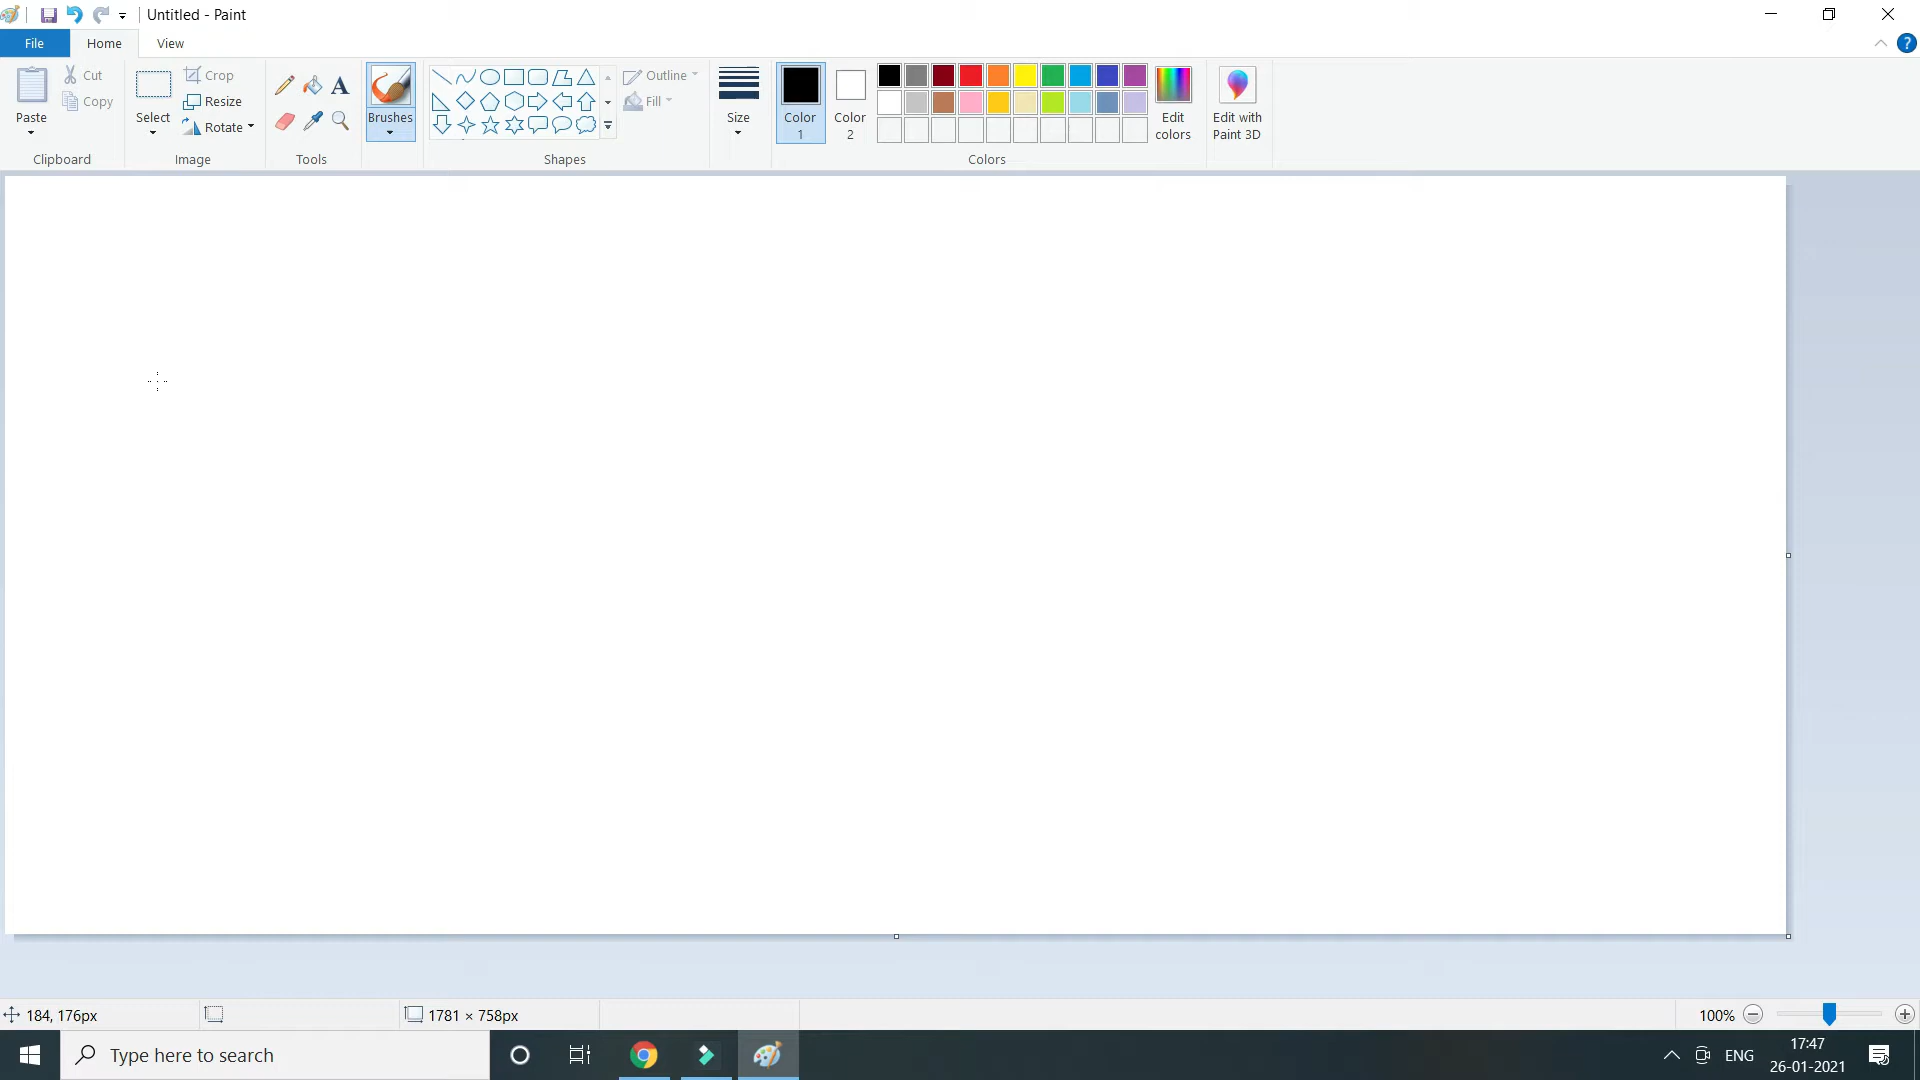 Untitled - Paint
File Home View
Paste Cut Copy Clipboard
Select Crop Resize Rotate Image
Tools
Brushes
Outline Fill Shapes
Size
Color 1 Color 2 Edit colors Colors
Edit with Paint 3D
184, 176px 1781 × 758px 100%
Type here to search ENG 17:47
26-01-2021